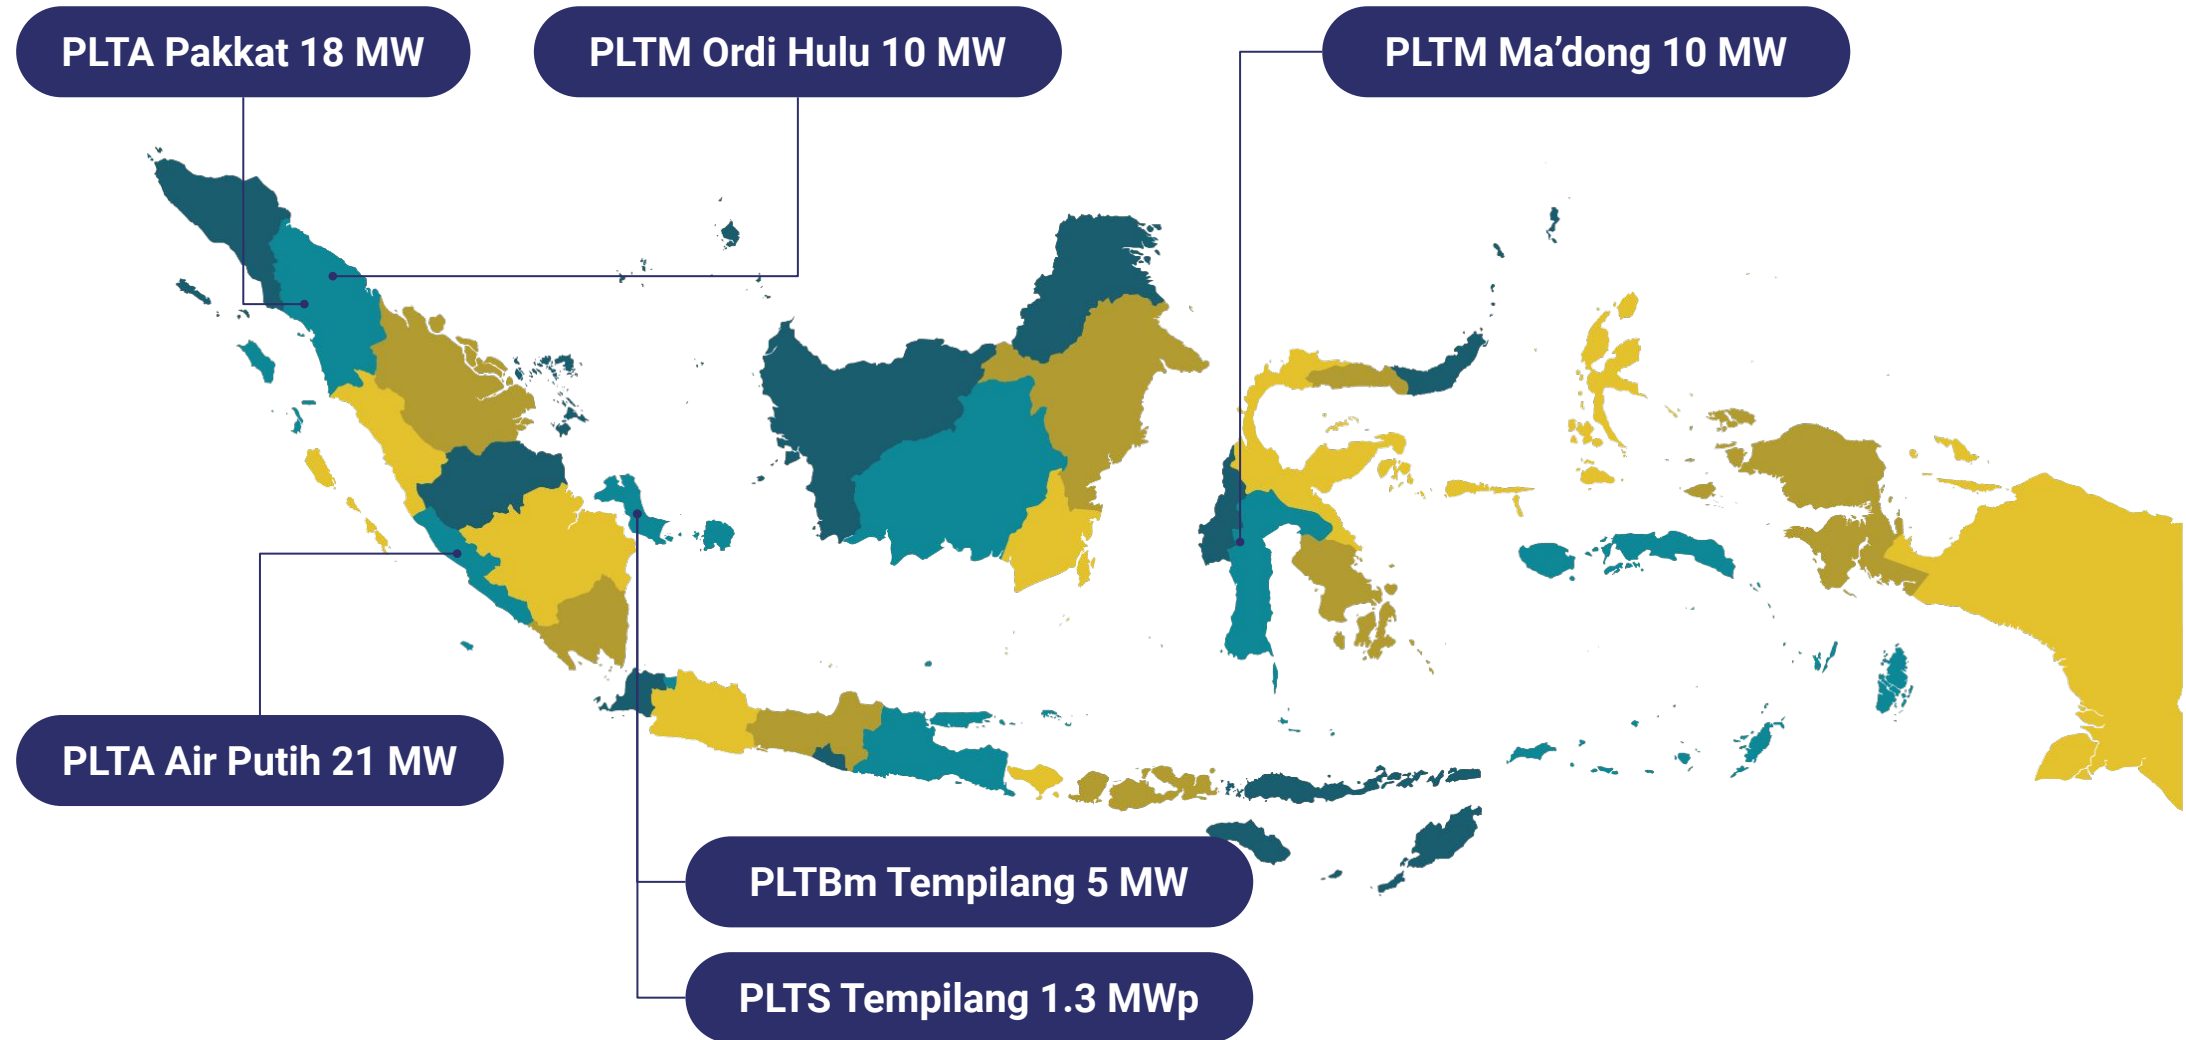 PLTA Pakkat 18 MW
PLTM Ordi Hulu 10 MW
PLTM Ma’dong 10 MW
PLTA Air Putih 21 MW
PLTBm Tempilang 5 MW
PLTS Tempilang 1.3 MWp